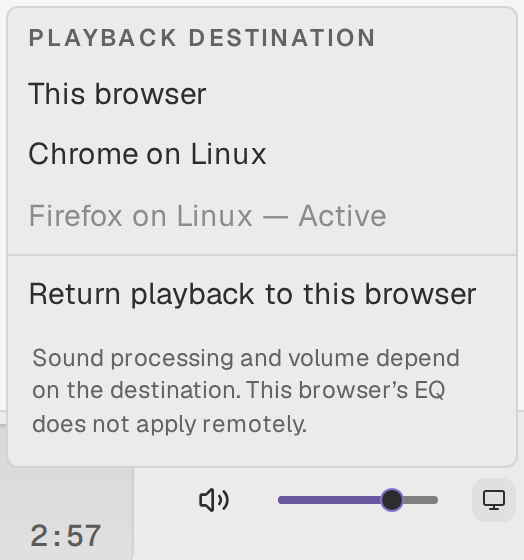 PLAYBACK DESTINATION
This browser
Chrome on Linux
Firefox on Linux — Active
Return playback to this browser
Sound processing and volume depend
on the destination. This browser’s EQ
does not apply remotely.
2:57